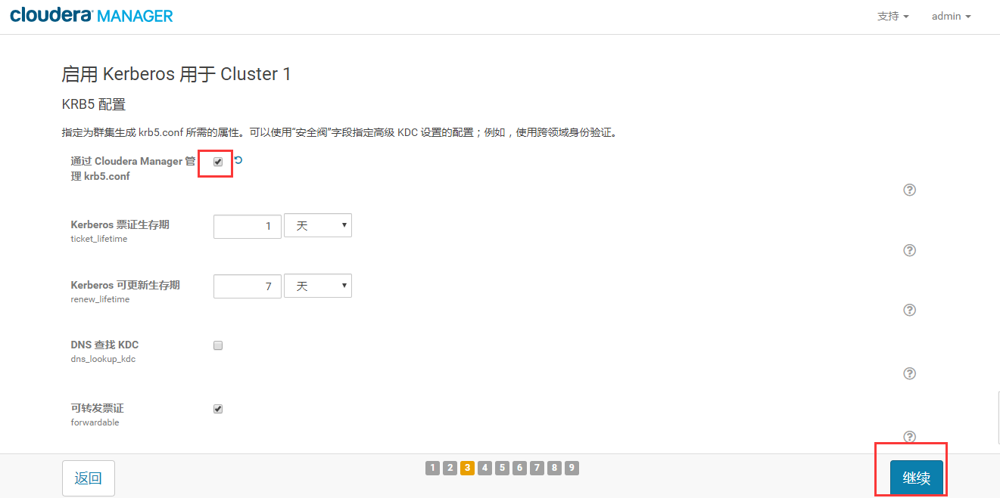 cloudera MANAGER
支持 admin
启用 Kerberos 用于 Cluster 1
KRB5 配置
指定为群集生成 krb5.conf 所需的属性。可以使用“安全阀”字段指定高级 KDC 设置的配置；例如，使用跨领域身份验证。
通过 Cloudera Manager 管
理 krb5.conf
?
Kerberos 票证生存期 1 天
ticket_lifetime
?
Kerberos 可更新生存期 7 天
renew_lifetime
?
DNS 查找 KDC
dns_lookup_kdc
?
可转发票证
forwardable
?
返回 1 2 3 4 5 6 7 8 9 继续